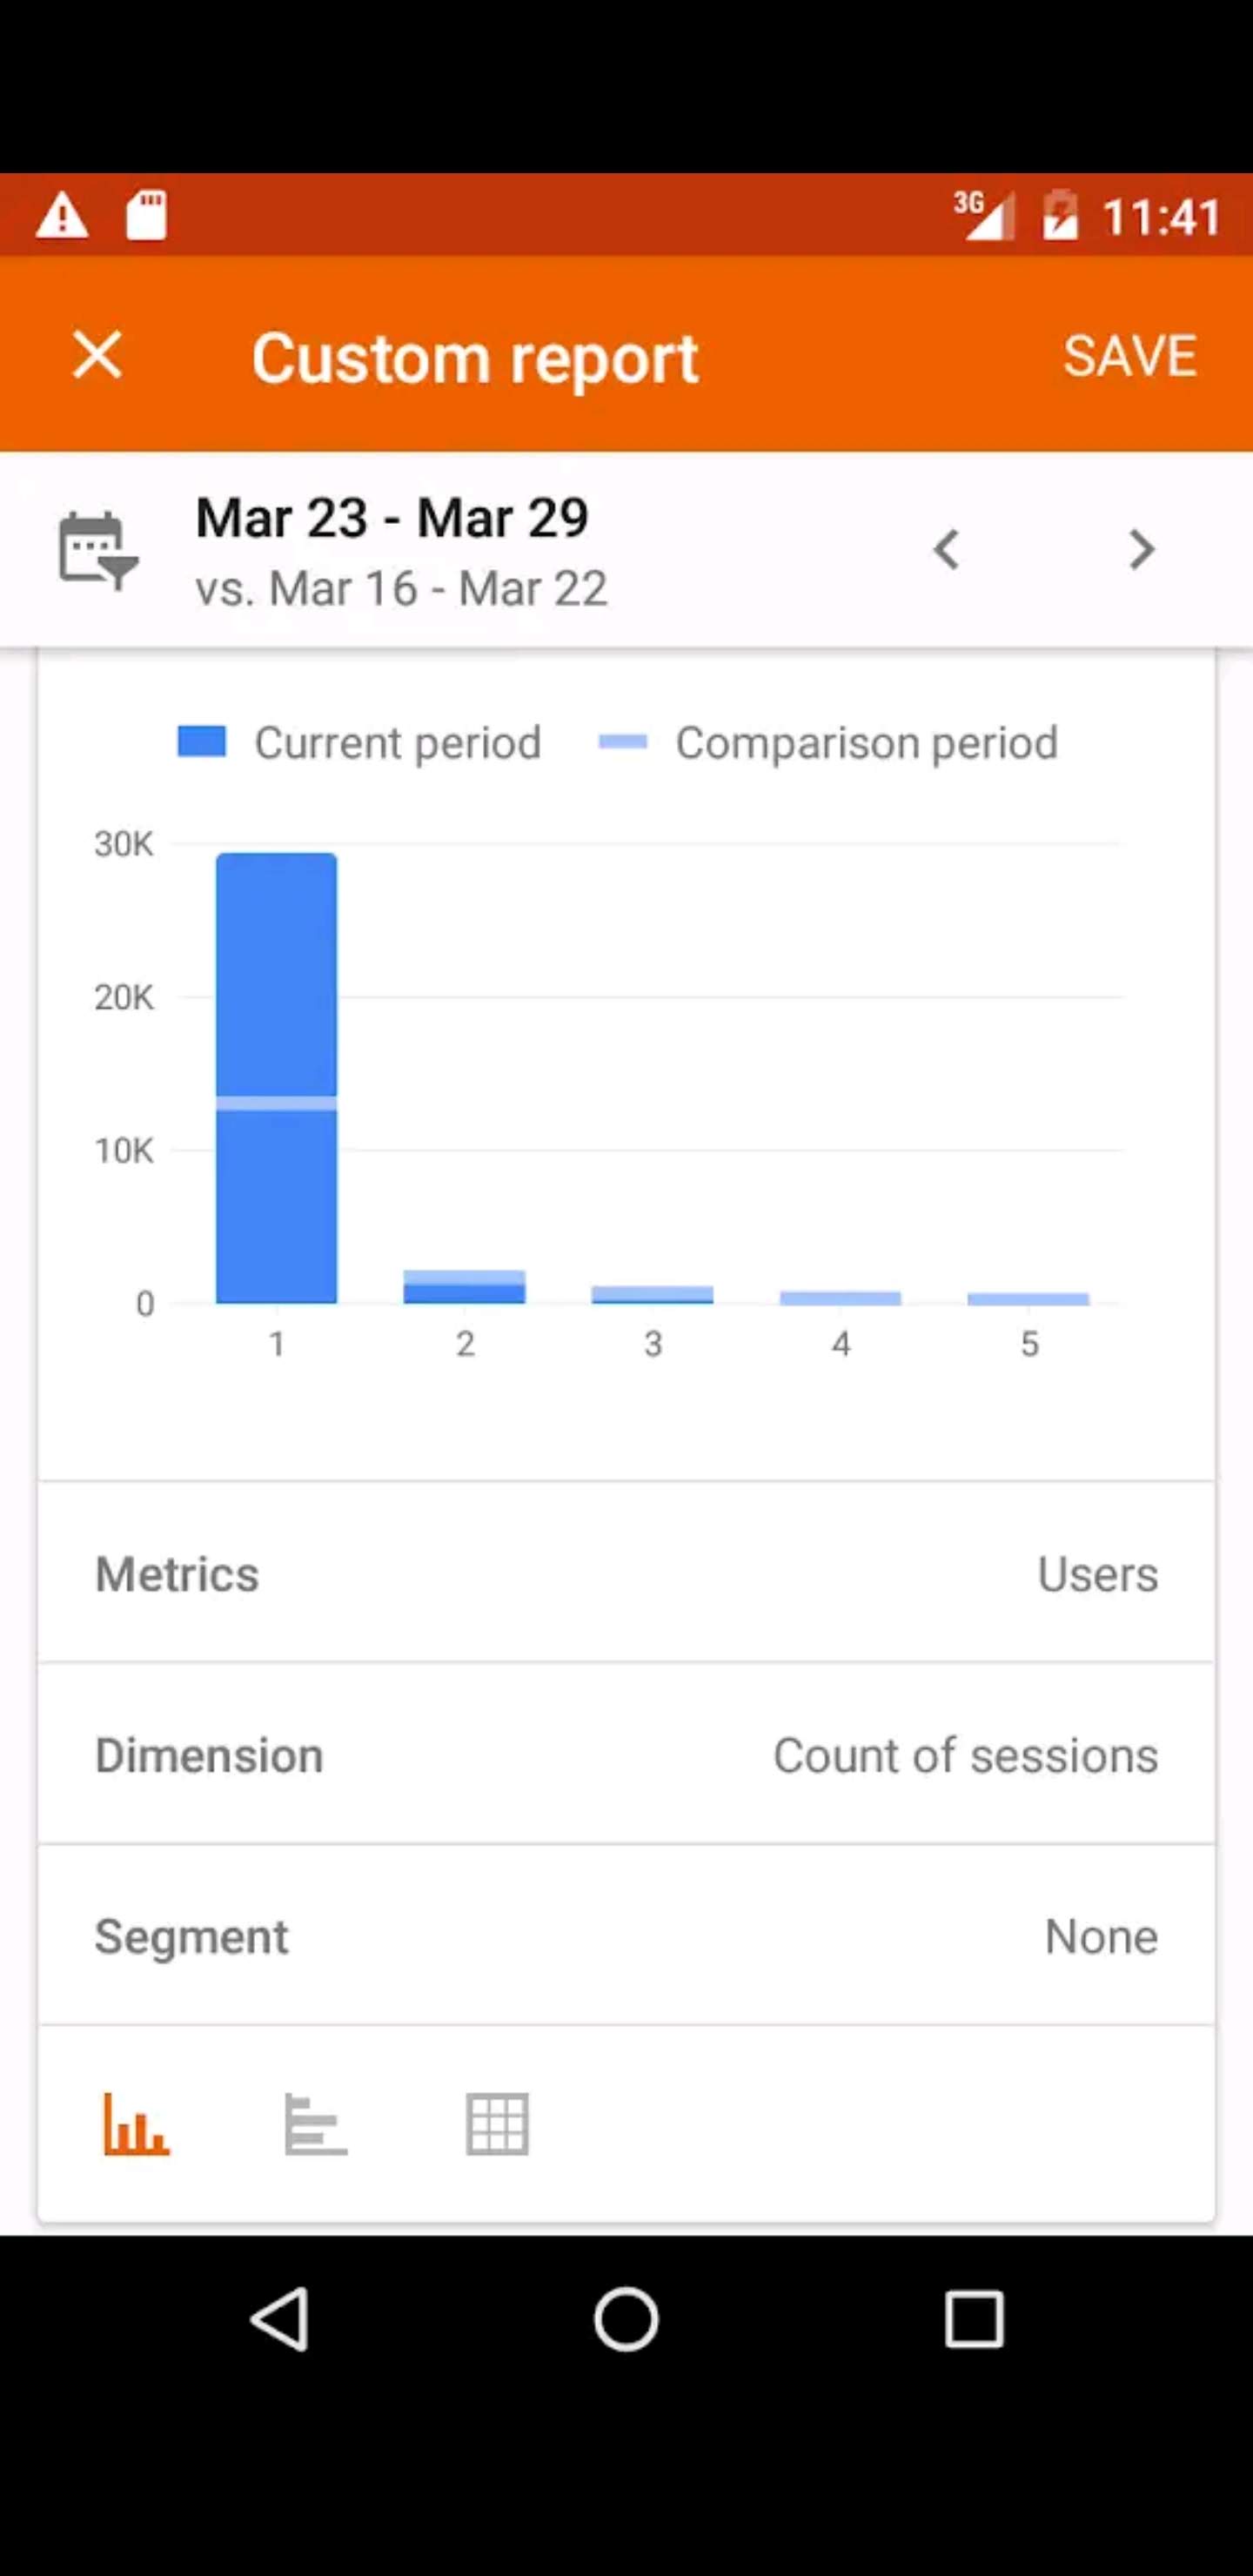 3G 11:41
Custom report SAVE
Mar 23 - Mar 29
vs. Mar 16 - Mar 22
Current period Comparison period
30K
20K
10K
0
1 2 3 4 5
Metrics Users
Dimension Count of sessions
Segment None